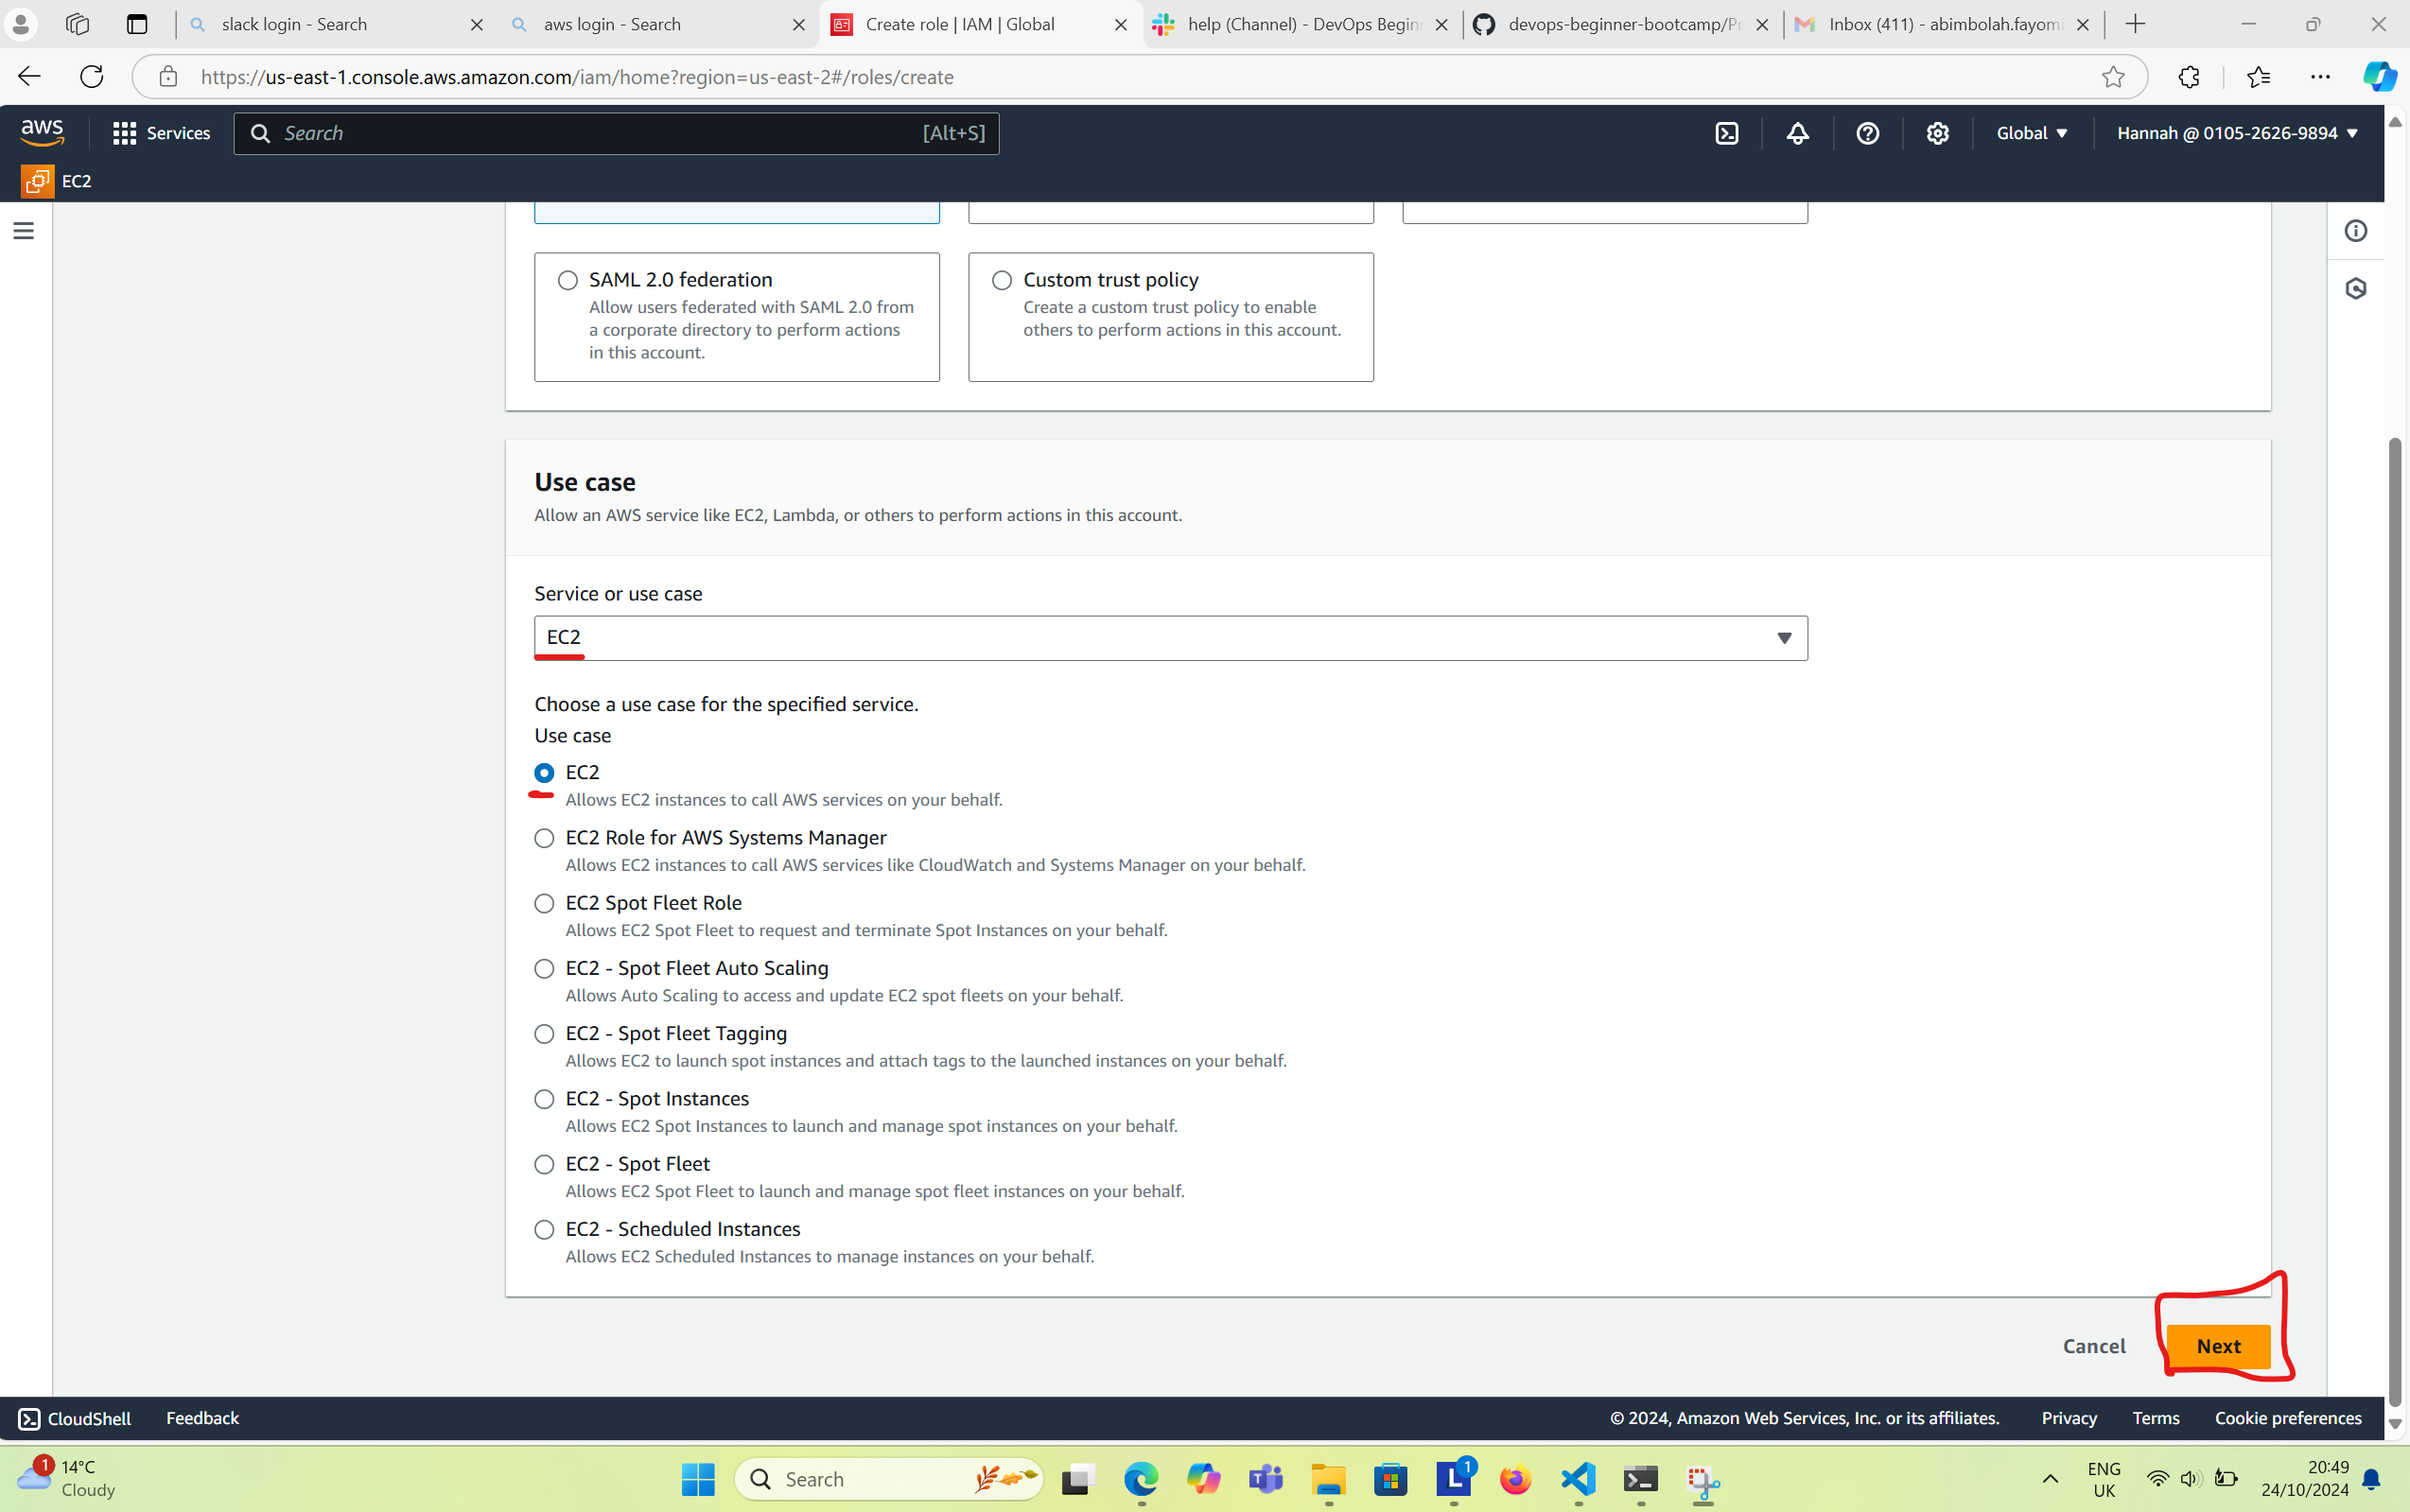 slack login - Search
aws login - Search
Create role | IAM | Global
help (Channel) - DevOps Begin
devops-beginner-bootcamp/Pr
Inbox (411) - abimbolah.fayomi
https://us-east-1.console.aws.amazon.com/iam/home?region=us-east-2#/roles/create
aws
Services
Search
[Alt+S]
Global
Hannah @ 0105-2626-9894
EC2
SAML 2.0 federation
Allow users federated with SAML 2.0 from
a corporate directory to perform actions
in this account.
Custom trust policy
Create a custom trust policy to enable
others to perform actions in this account.
Use case
Allow an AWS service like EC2, Lambda, or others to perform actions in this account.
Service or use case
EC2
Choose a use case for the specified service.
Use case
EC2
Allows EC2 instances to call AWS services on your behalf.
EC2 Role for AWS Systems Manager
Allows EC2 instances to call AWS services like CloudWatch and Systems Manager on your behalf.
EC2 Spot Fleet Role
Allows EC2 Spot Fleet to request and terminate Spot Instances on your behalf.
EC2 - Spot Fleet Auto Scaling
Allows Auto Scaling to access and update EC2 spot fleets on your behalf.
EC2 - Spot Fleet Tagging
Allows EC2 to launch spot instances and attach tags to the launched instances on your behalf.
EC2 - Spot Instances
Allows EC2 Spot Instances to launch and manage spot instances on your behalf.
EC2 - Spot Fleet
Allows EC2 Spot Fleet to launch and manage spot fleet instances on your behalf.
EC2 - Scheduled Instances
Allows EC2 Scheduled Instances to manage instances on your behalf.
Cancel
Next
CloudShell
Feedback
© 2024, Amazon Web Services, Inc. or its affiliates.
Privacy
Terms
Cookie preferences
1
14°C
Cloudy
Search
L
1
ENG
UK
20:49
24/10/2024